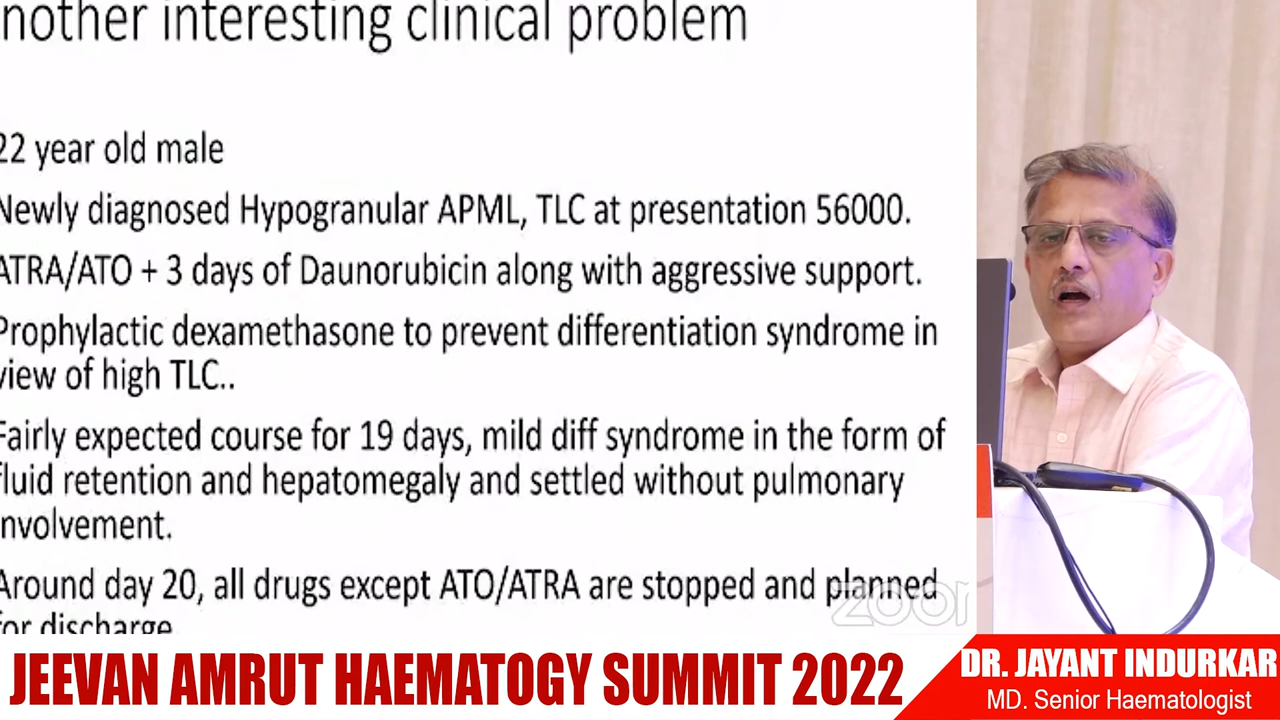 nother interesting clinical problem
22 year old male
Newly diagnosed Hypogranular APML, TLC at presentation 56000.
ATRA/ATO + 3 days of Daunorubicin along with aggressive support.
Prophylactic dexamethasone to prevent differentiation syndrome in
view of high TLC..
Fairly expected course for 19 days, mild diff syndrome in the form of
fluid retention and hepatomegaly and settled without pulmonary
involvement.
Around day 20, all drugs except ATO/ATRA are stopped and planned
for discharge
zoom
JEEVAN AMRUT HAEMATOGY SUMMIT 2022
DR. JAYANT INDURKAR
MD. Senior Haematologist